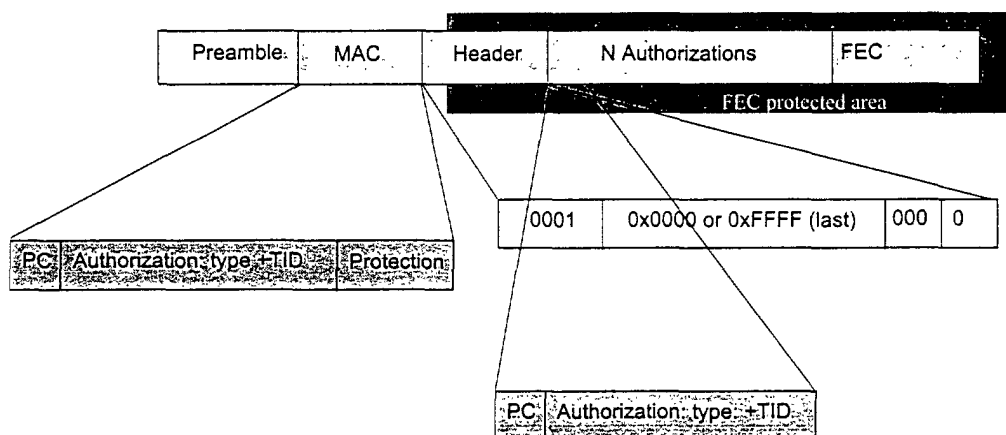 Preamble MAC Header N Authorizations FEC
FEC protected area
0001 0x0000 or 0xFFFF (last) 000 0
PC Authorization: type +TID Protection
PC Authorization: type: +TID